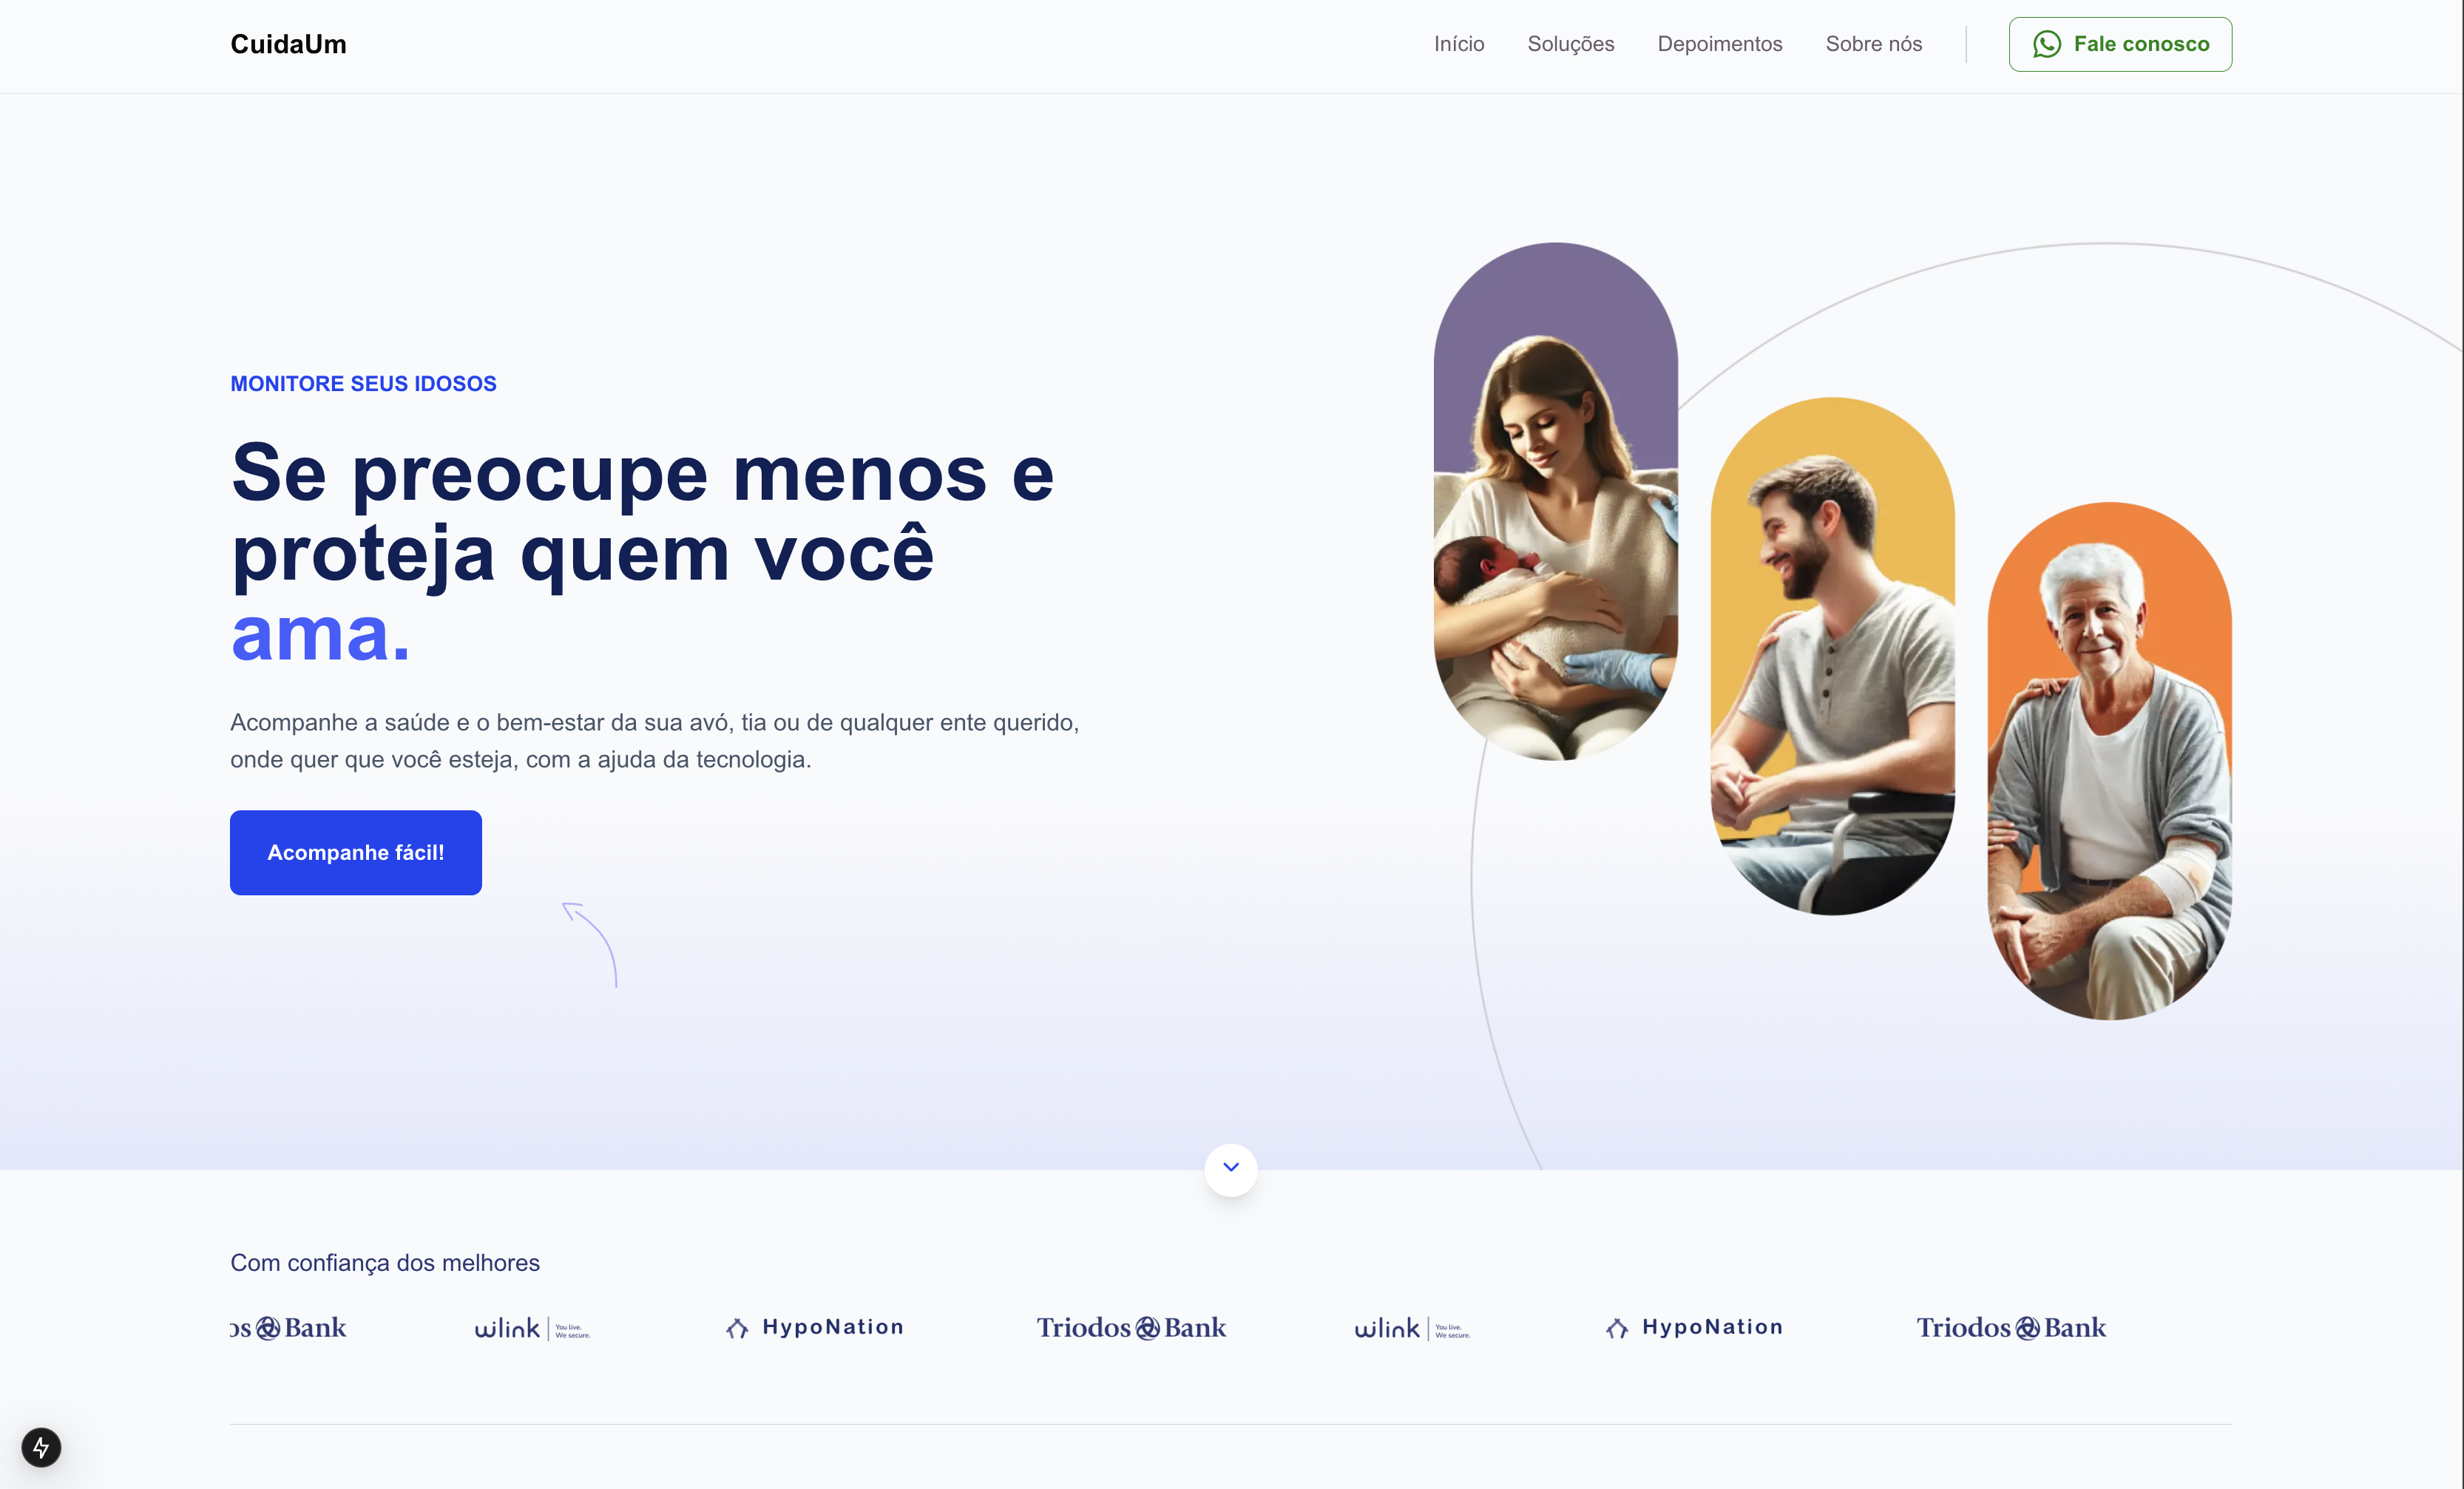 CuidaUm
Início
Soluções
Depoimentos
Sobre nós
Fale conosco
MONITORE SEUS IDOSOS
Se preocupe menos e
proteja quem você
ama.
Acompanhe a saúde e o bem-estar da sua avó, tia ou de qualquer ente querido,
onde quer que você esteja, com a ajuda da tecnologia.
Acompanhe fácil!
Com confiança dos melhores
os Bank
wilink You live. We secure.
HypoNation
Triodos Bank
wilink You live. We secure.
HypoNation
Triodos Bank